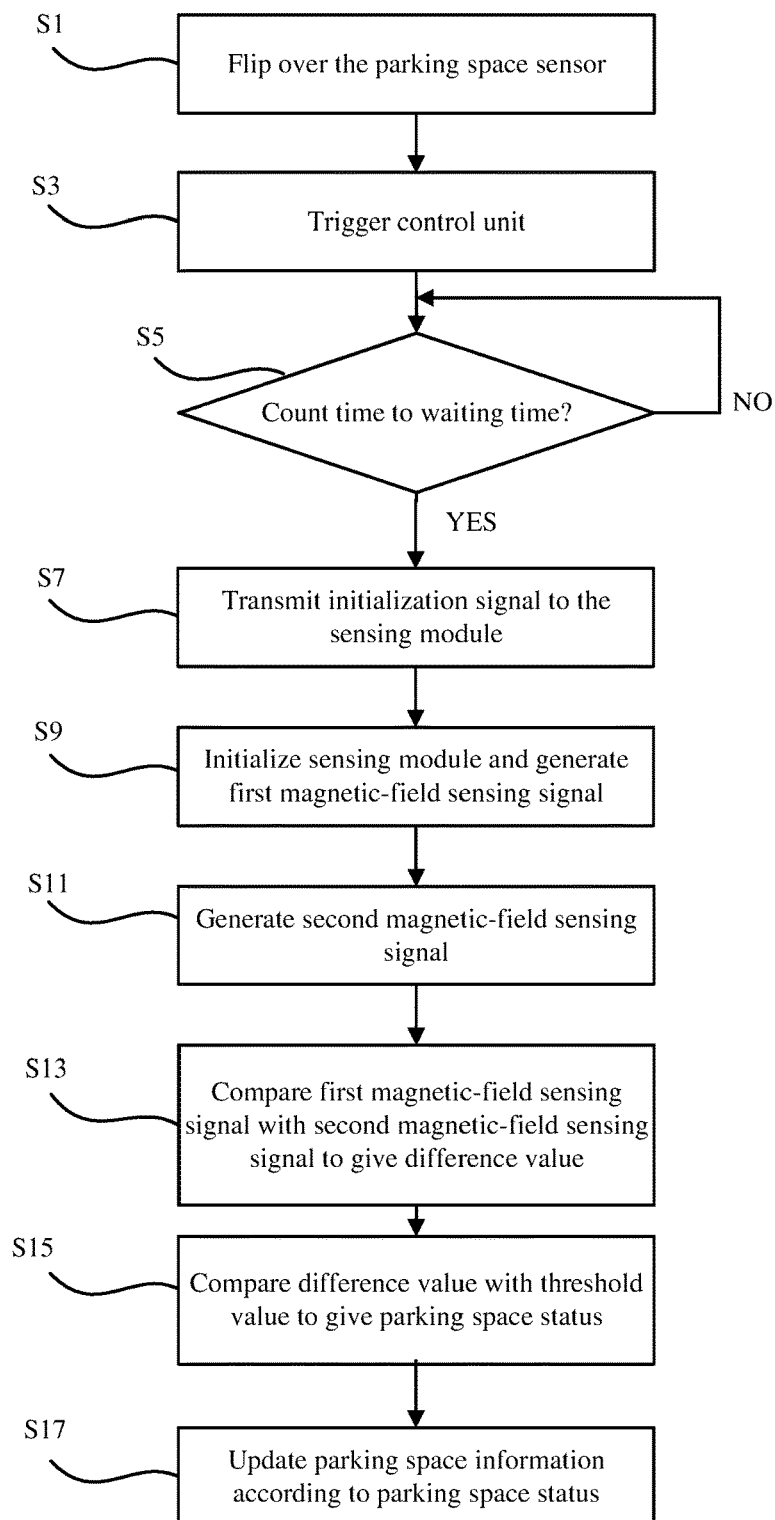 S1
Flip over the parking space sensor
S3
Trigger control unit
S5
Count time to waiting time?
NO
YES
S7
Transmit initialization signal to the
sensing module
S9
Initialize sensing module and generate
first magnetic-field sensing signal
S11
Generate second magnetic-field sensing
signal
S13
Compare first magnetic-field sensing
signal with second magnetic-field sensing
signal to give difference value
S15
Compare difference value with threshold
value to give parking space status
S17
Update parking space information
according to parking space status